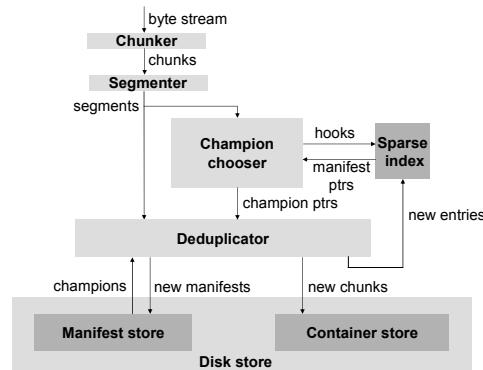 byte stream
Chunker
chunks
Segmenter
segments
Champion
chooser
hooks
Sparse
index
manifest
ptrs
champion ptrs
new entries
Deduplicator
champions
new manifests
new chunks
Manifest store
Container store
Disk store